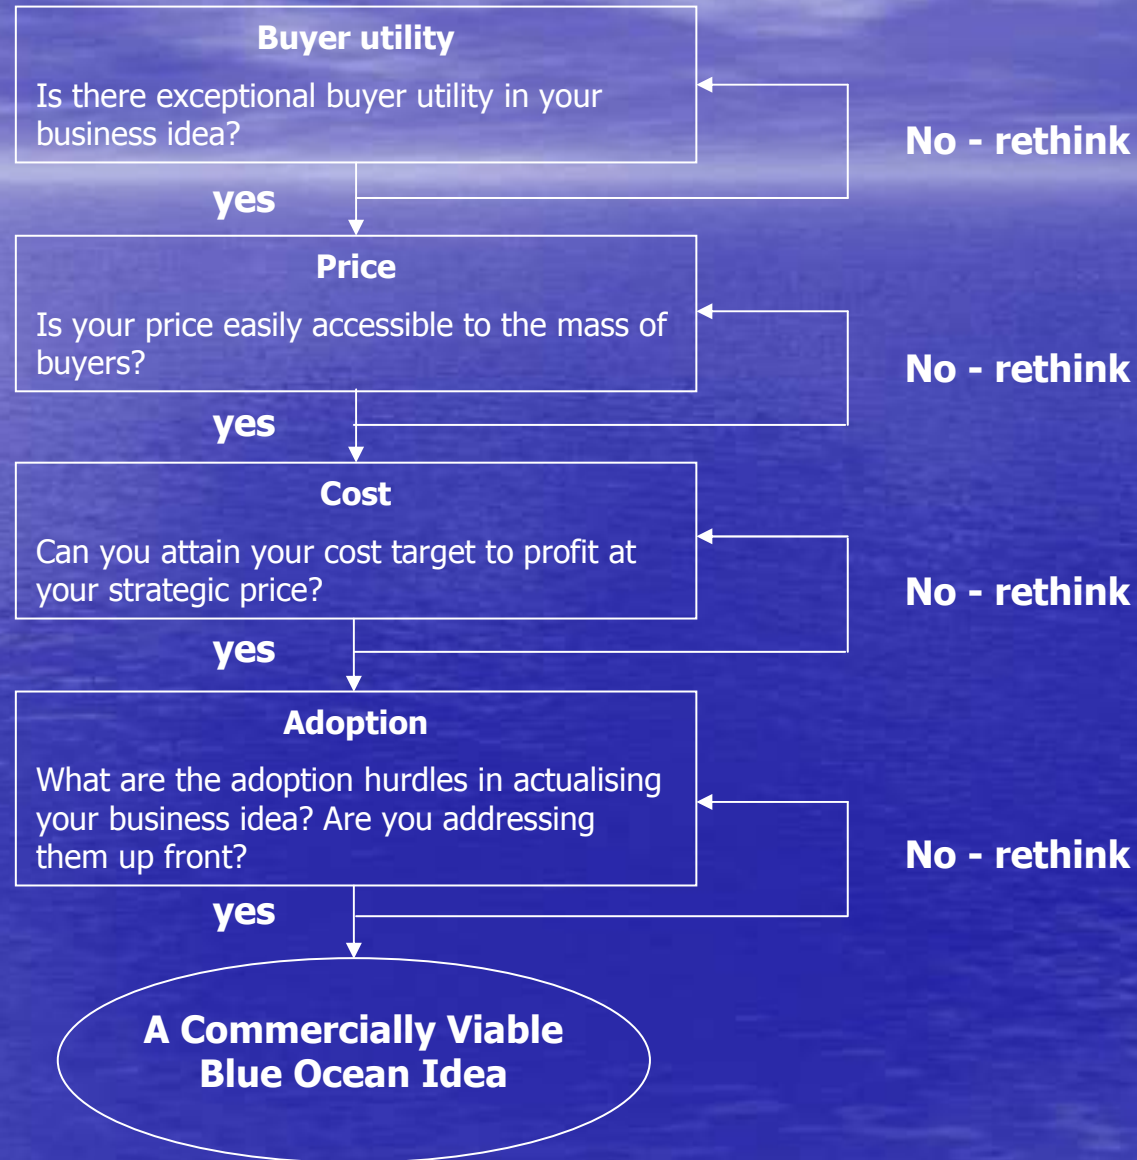 Buyer utility
Is there exceptional buyer utility in your
business idea?
No - rethink
yes
Price
Is your price easily accessible to the mass of
buyers?
No - rethink
yes
Cost
Can you attain your cost target to profit at
your strategic price?
No - rethink
yes
Adoption
What are the adoption hurdles in actualising
your business idea? Are you addressing
them up front?
No - rethink
yes
A Commercially Viable
Blue Ocean Idea